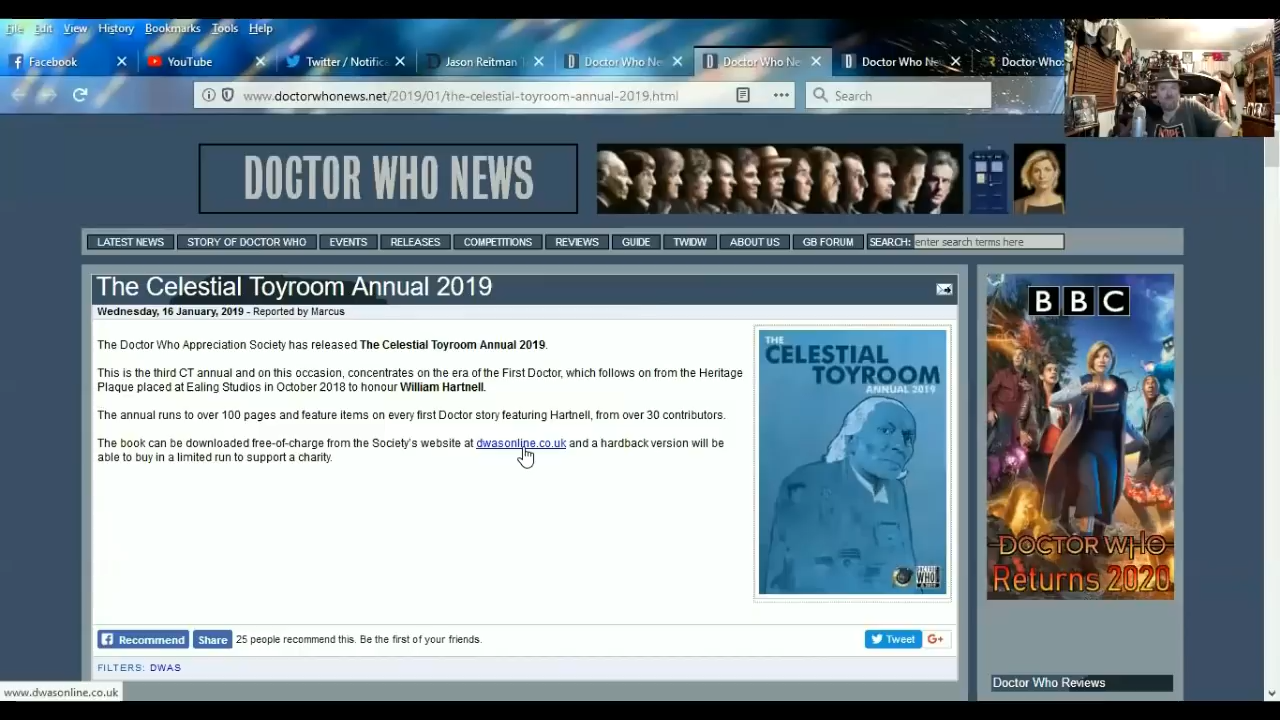 File Edit View History Bookmarks Tools Help
Facebook YouTube Twitter / Notific Jason Reitman Doctor Who Ne Doctor Who Ne Doctor Who Ne Doctor Who:
www.doctorwhonews.net/2019/01/the-celestial-toyroom-annual-2019.html Search
DOCTOR WHO NEWS
LATEST NEWS STORY OF DOCTOR WHO EVENTS RELEASES COMPETITIONS REVIEWS GUIDE TWIDW ABOUT US GB FORUM SEARCH: enter search terms here
The Celestial Toyroom Annual 2019
Wednesday, 16 January, 2019 - Reported by Marcus
The Doctor Who Appreciation Society has released The Celestial Toyroom Annual 2019.
This is the third CT annual and on this occasion, concentrates on the era of the First Doctor, which follows on from the Heritage
Plaque placed at Ealing Studios in October 2018 to honour William Hartnell.
The annual runs to over 100 pages and feature items on every first Doctor story featuring Hartnell, from over 30 contributors.
The book can be downloaded free-of-charge from the Society's website at dwasonline.co.uk and a hardback version will be
able to buy in a limited run to support a charity.
THE
CELESTIAL
TOYROOM
ANNUAL 2019
BBC
DOCTOR WHO
Returns 2020
Recommend Share 25 people recommend this. Be the first of your friends.
Tweet G+
FILTERS: DWAS
Doctor Who Reviews
www.dwasonline.co.uk